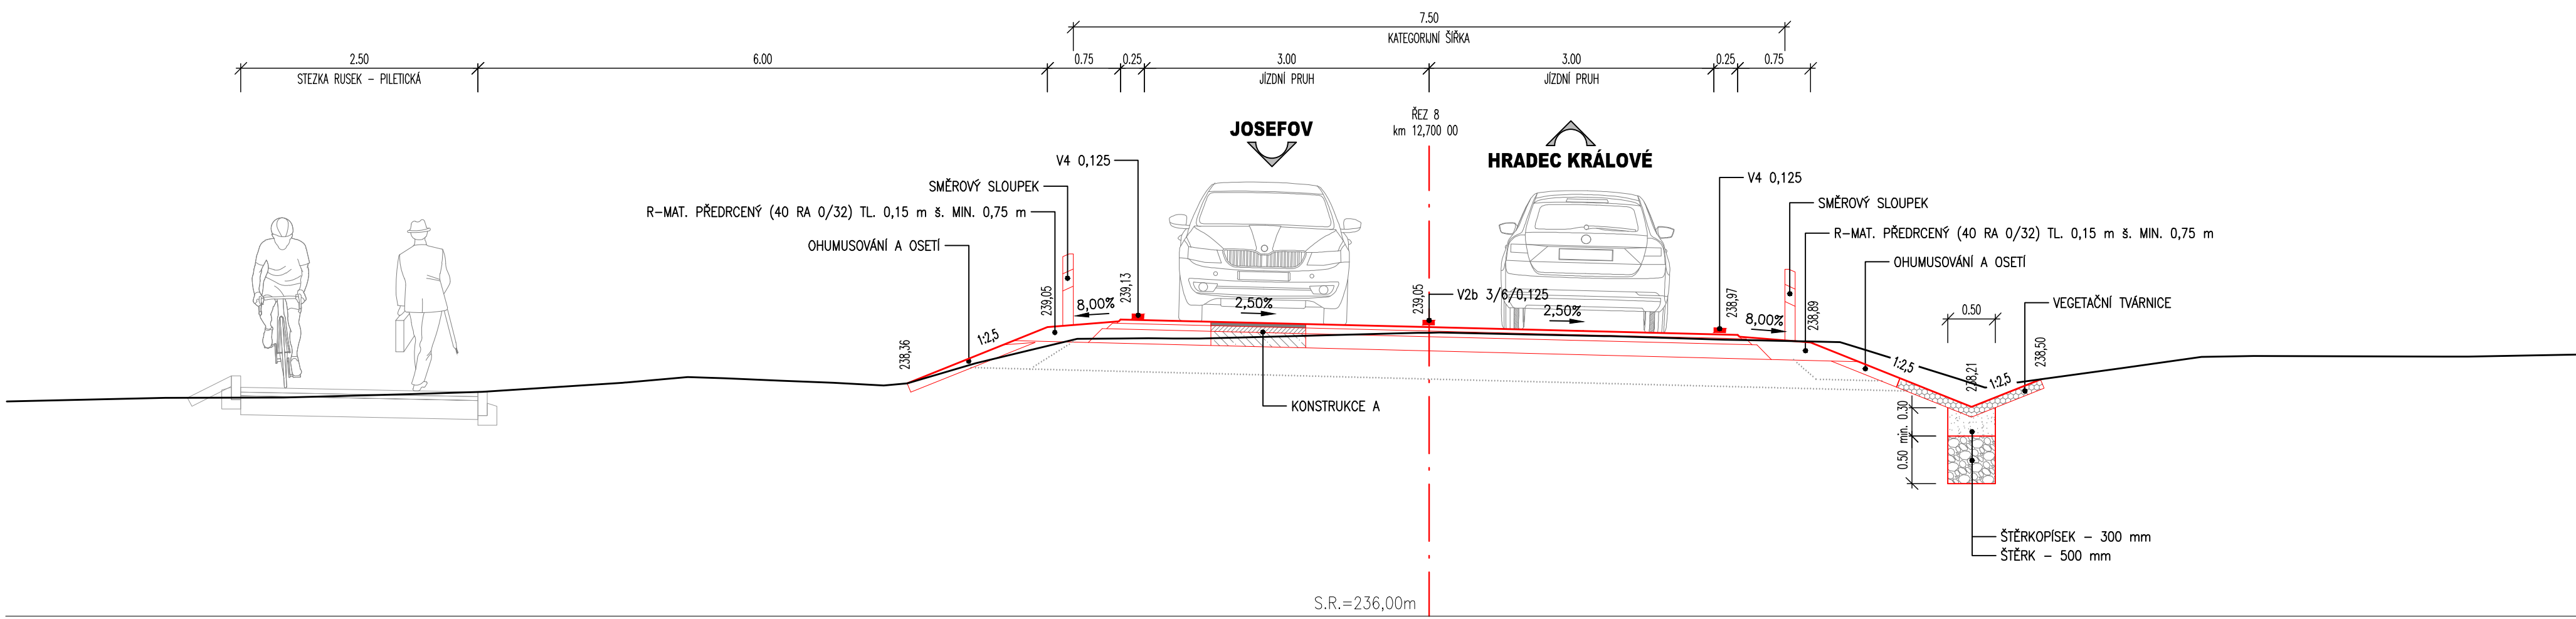 7.50
KATEGORIJNÍ ŠÍŘKA
2.50
6.00
0.75
0.25
3.00
3.00
0.25
0.75
STEZKA RUSEK – PILETICKÁ
JÍZDNÍ PRUH
JÍZDNÍ PRUH
ŘEZ 8
km 12,700 00
JOSEFOV
HRADEC KRÁLOVÉ
V4 0,125
V4 0,125
SMĚROVÝ SLOUPEK
SMĚROVÝ SLOUPEK
R–MAT. PŘEDRCENÝ (40 RA 0/32) TL. 0,15 m š. MIN. 0,75 m
R–MAT. PŘEDRCENÝ (40 RA 0/32) TL. 0,15 m š. MIN. 0,75 m
OHUMUSOVÁNÍ A OSETÍ
OHUMUSOVÁNÍ A OSETÍ
239,05
8,00%
239,13
2,50%
239,05
V2b 3/6/0,125
2,50%
238,97
8,00%
238,89
VEGETAČNÍ TVÁRNICE
0.50
238,36
1:2,5
1:2,5
238,21
1:2,5
238,50
KONSTRUKCE A
min. 0.30
0.50
ŠTĚRKOPÍSEK – 300 mm
ŠTĚRK – 500 mm
S.R.=236,00m